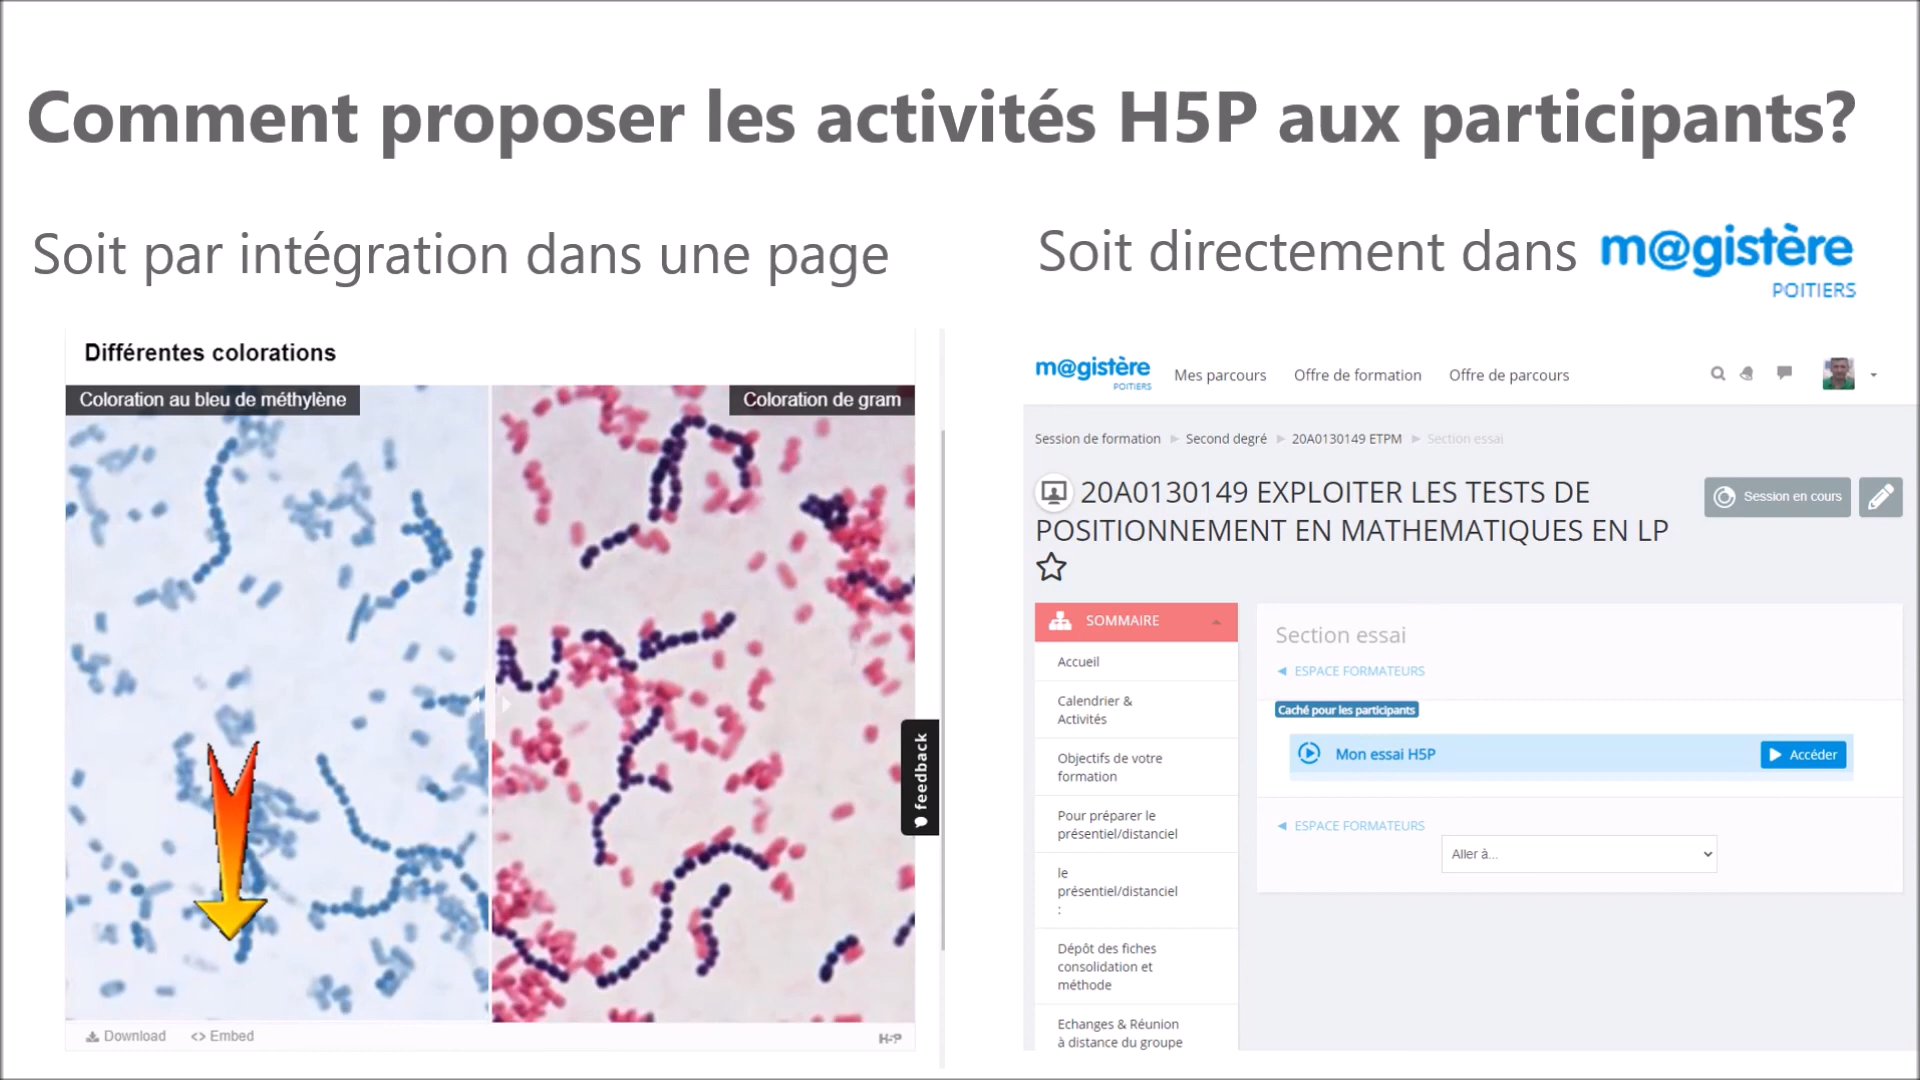 Comment proposer les activités H5P aux participants?
Soit par intégration dans une page
Soit directement dans m@gistère
POITIERS
Différentes colorations
Coloration au bleu de méthylène
Coloration de gram
feedback
Download
<> Embed
H-P
m@gistère
POITIERS
Mes parcours
Offre de formation
Offre de parcours
Session de formation
Second degré
20A0130149 ETPM
Section essai
20A0130149 EXPLOITER LES TESTS DE
POSITIONNEMENT EN MATHEMATIQUES EN LP
Session en cours
SOMMAIRE
Accueil
Calendrier &
Activités
Objectifs de votre
formation
Pour préparer le
présentiel/distanciel
le
présentiel/distanciel
:
Dépôt des fiches
consolidation et
méthode
Echanges & Réunion
à distance du groupe
Section essai
ESPACE FORMATEURS
Caché pour les participants
Mon essai H5P
Accéder
ESPACE FORMATEURS
Aller à...